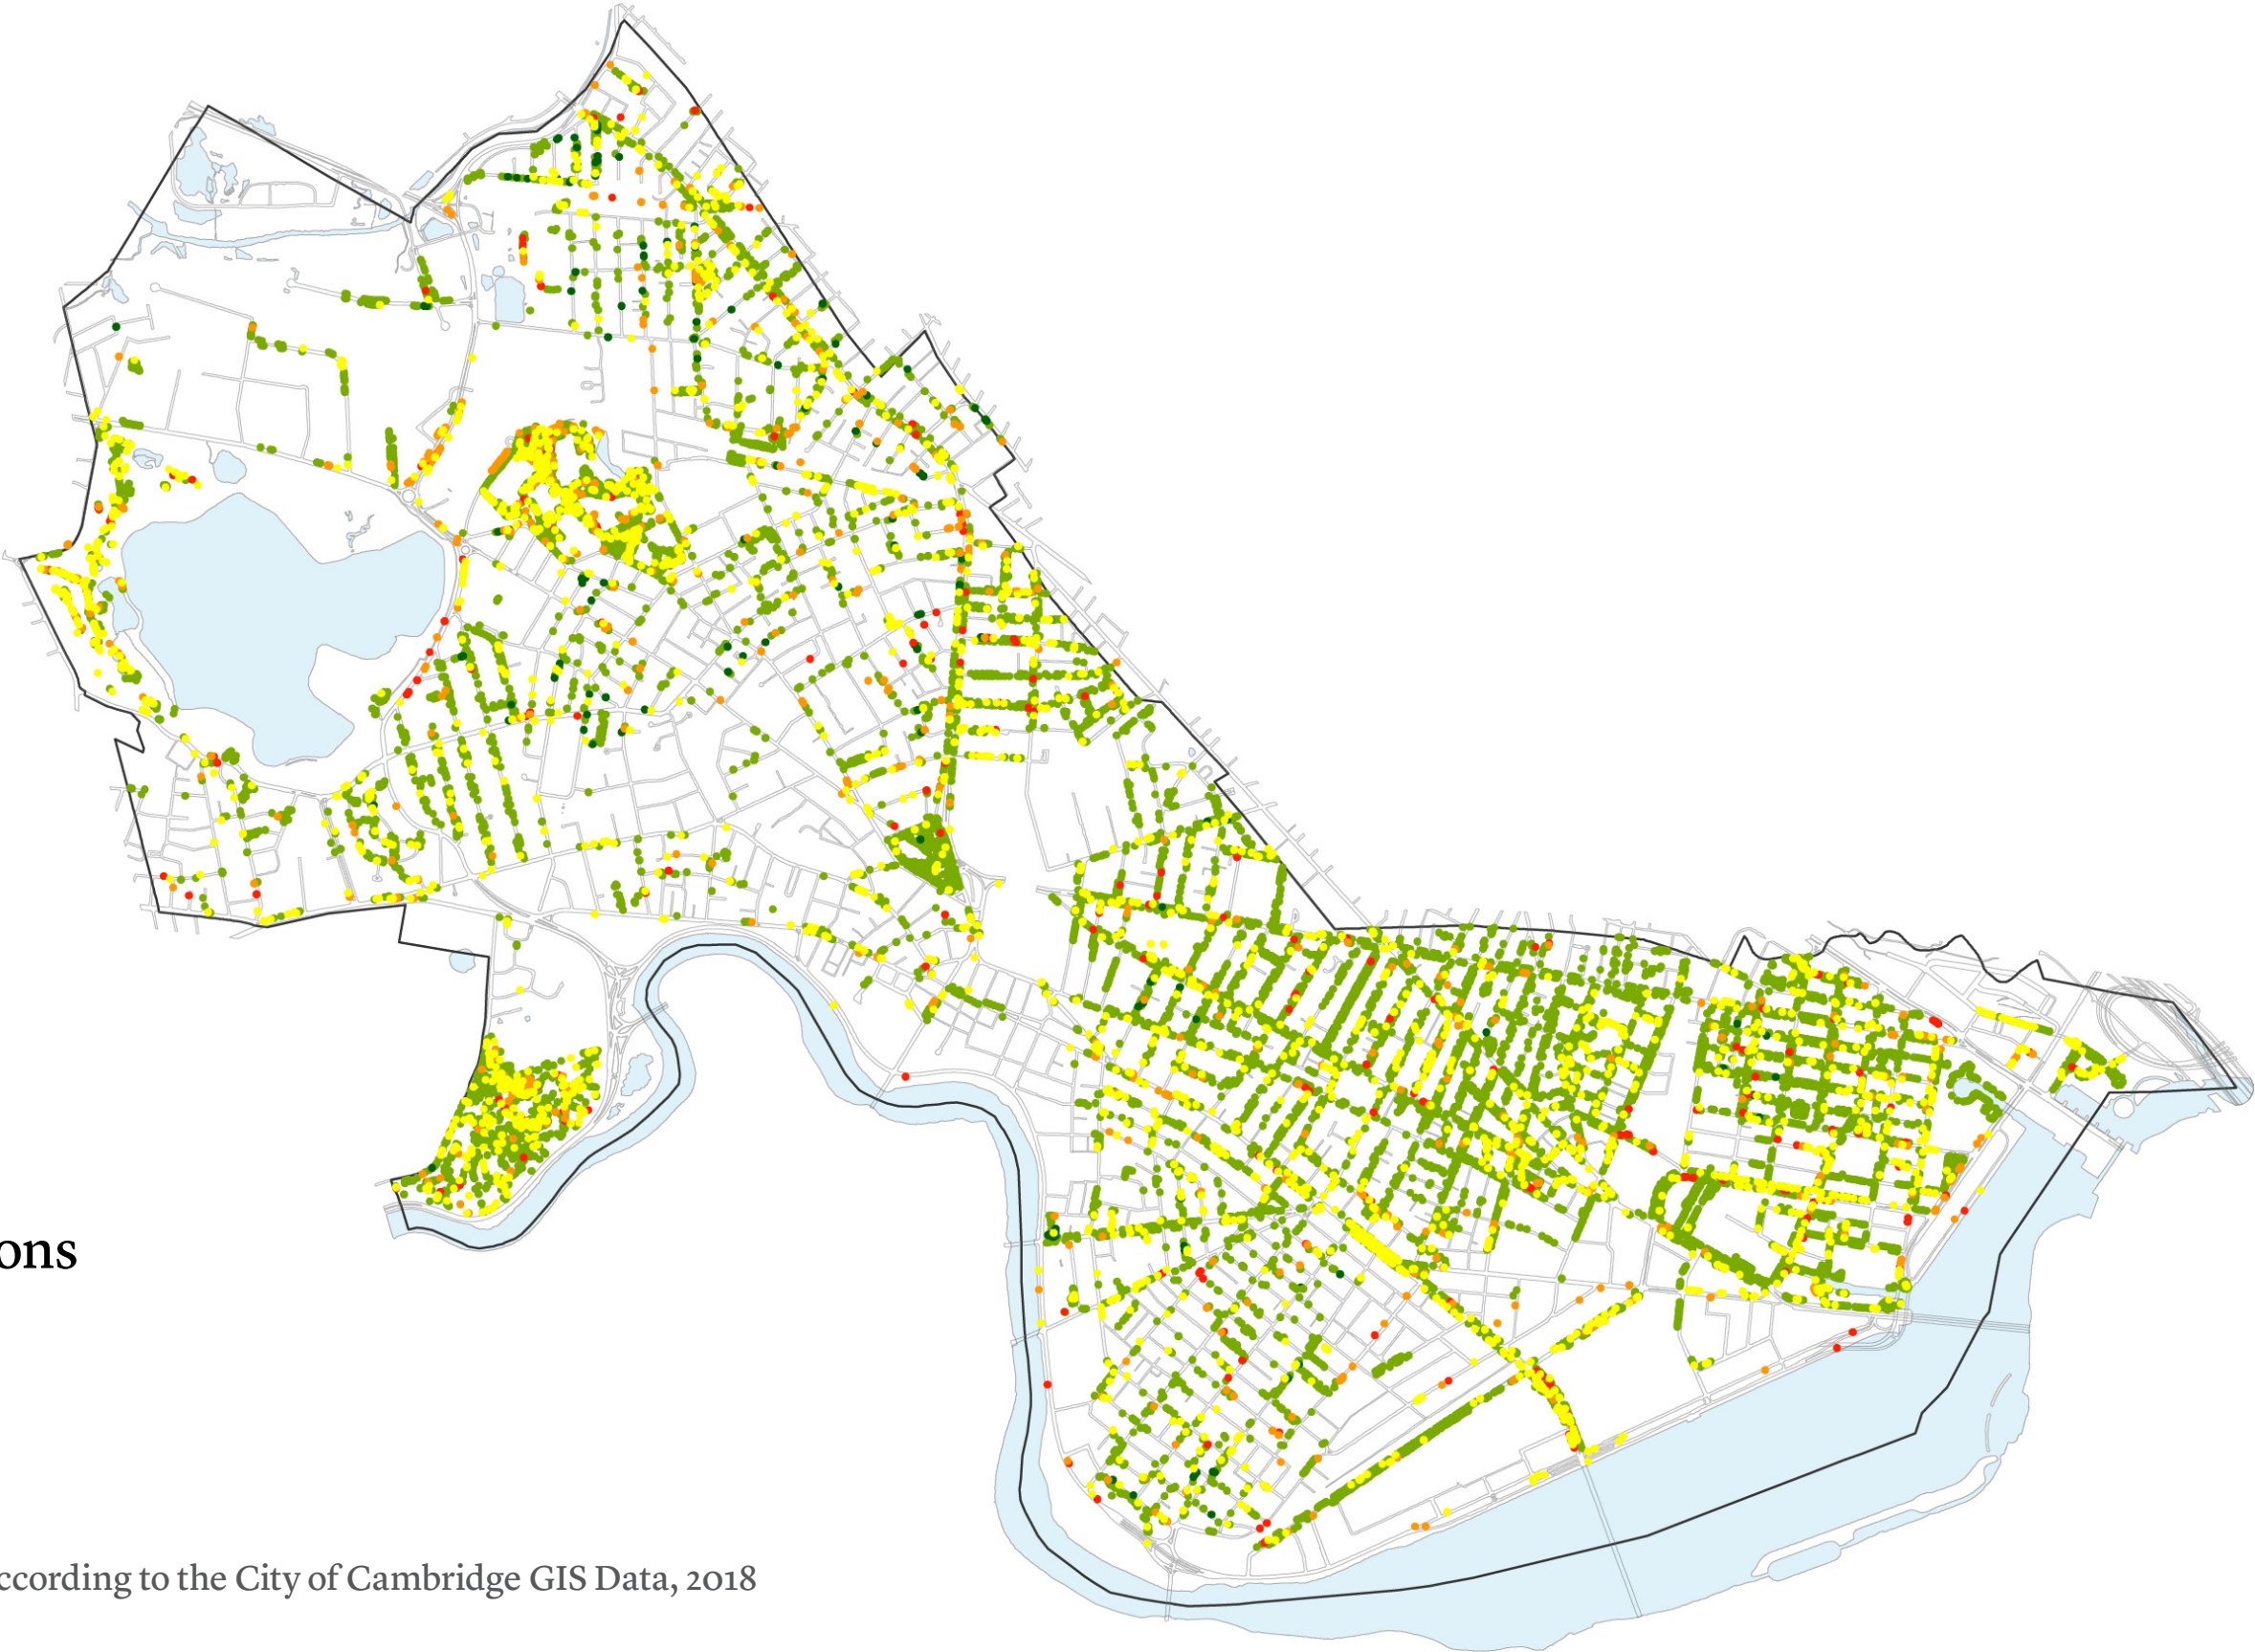 ons
ccording to the City of Cambridge GIS Data, 2018